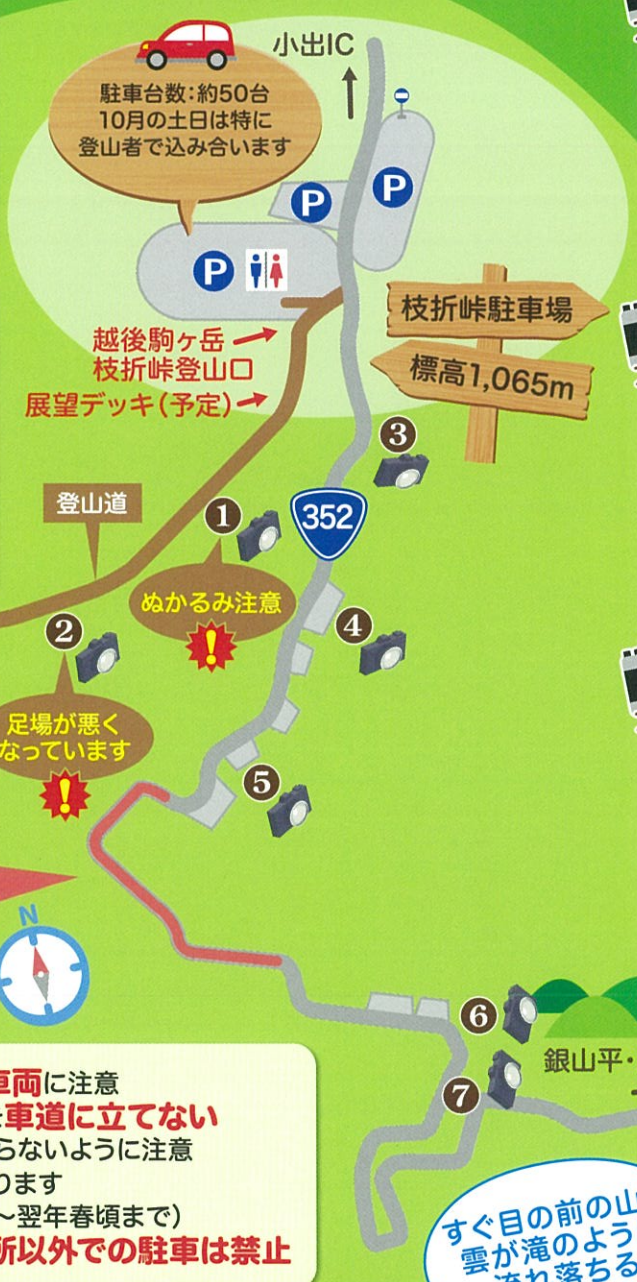 小出IC
駐車台数：約50台
10月の土日は特に
登山者で込み合います
P
P
P
枝折峠駐車場
標高1,065m
越後駒ヶ岳
枝折峠登山口
展望デッキ（予定）
3
登山道
1
352
ぬかるみ注意
!
2
4
足場が悪く
なっています
!
5
N
6
銀山平・
7
車両に注意
車道に立てない
らないように注意
ります
～翌年春頃まで）
所以外での駐車は禁止
すぐ目の前の山
雲が滝のよう
流れ落ちる